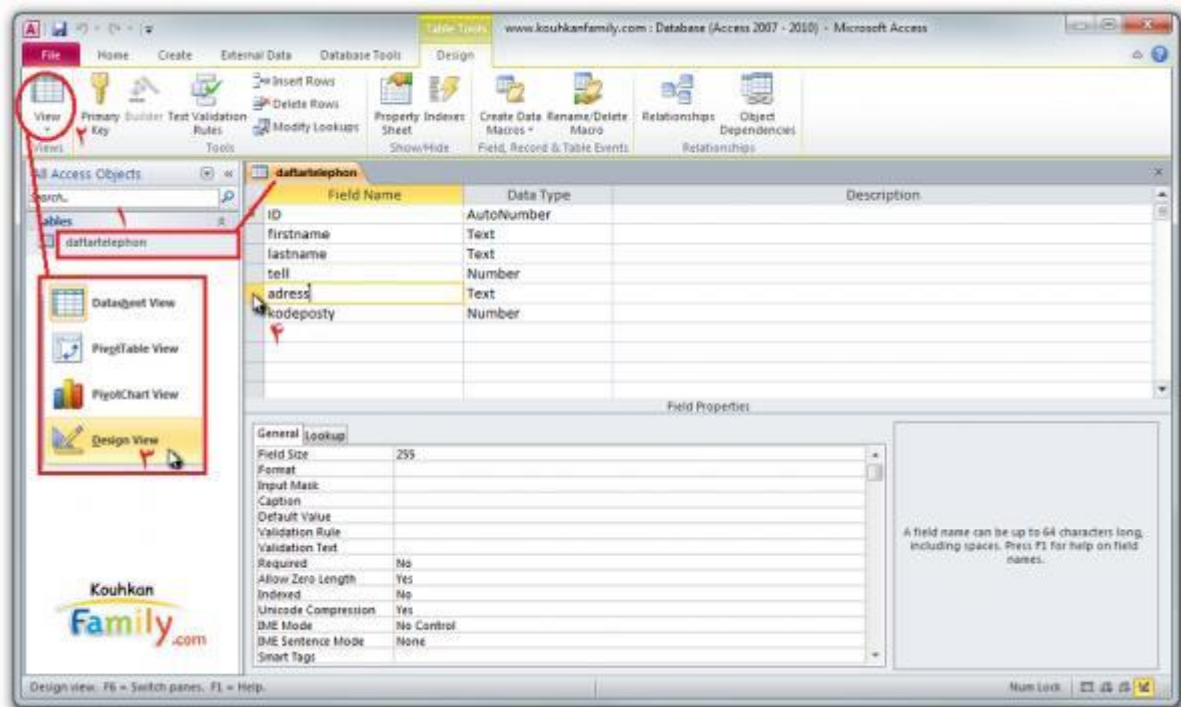 Table Tools
www.kouhkanfamily.com : Database (Access 2007 - 2010) - Microsoft Access
File Home Create External Data Database Tools Design
View
Primary Key
Builder
Test Validation Rules
Insert Rows
Delete Rows
Modify Lookups
Property Sheet
Indexes
Create Data Macros
Rename/Delete Macro
Relationships
Object Dependencies
Views Tools Show/Hide Field, Record & Table Events Relationships
۲
All Access Objects
Search..
۱
Tables
daftartelephon
Datasheet View
PivotTable View
PivotChart View
Design View
۳
Kouhkan
Family.com
daftartelephon
Field Name Data Type Description
ID AutoNumber
firstname Text
lastname Text
tell Number
adress Text
kodeposty Number
۴
Field Properties
General Lookup
Field Size 255
Format
Input Mask
Caption
Default Value
Validation Rule
Validation Text
Required No
Allow Zero Length Yes
Indexed No
Unicode Compression Yes
IME Mode No Control
IME Sentence Mode None
Smart Tags
A field name can be up to 64 characters long,
including spaces. Press F1 for help on field
names.
Design view. F6 = Switch panes. F1 = Help.
Num Lock